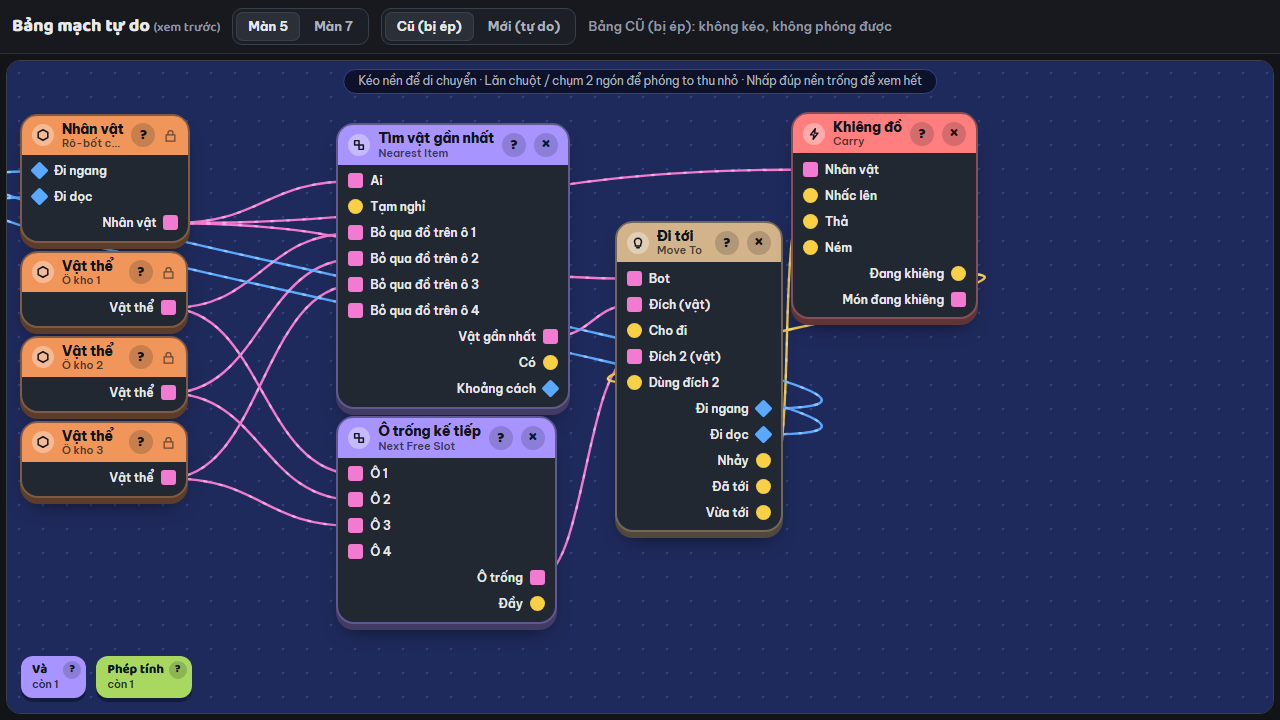 Bảng mạch tự do (xem trước)
Màn 5
Màn 7
Cũ (bị ép)
Mới (tự do)
Bảng CŨ (bị ép): không kéo, không phóng được
Kéo nền để di chuyển · Lăn chuột / chụm 2 ngón để phóng to thu nhỏ · Nhấp đúp nền trống để xem hết
Nhân vật
Rô-bốt c...
?
Đi ngang
Đi dọc
Nhân vật
Vật thể
Ô kho 1
?
Vật thể
Vật thể
Ô kho 2
?
Vật thể
Vật thể
Ô kho 3
?
Vật thể
Tìm vật gần nhất
Nearest Item
?
×
Ai
Tạm nghỉ
Bỏ qua đồ trên ô 1
Bỏ qua đồ trên ô 2
Bỏ qua đồ trên ô 3
Bỏ qua đồ trên ô 4
Vật gần nhất
Có
Khoảng cách
Ô trống kế tiếp
Next Free Slot
?
×
Ô 1
Ô 2
Ô 3
Ô 4
Ô trống
Đầy
Đi tới
Move To
?
×
Bot
Đích (vật)
Cho đi
Đích 2 (vật)
Dùng đích 2
Đi ngang
Đi dọc
Nhảy
Đã tới
Vừa tới
Khiêng đồ
Carry
?
×
Nhân vật
Nhấc lên
Thả
Ném
Đang khiêng
Món đang khiêng
Và
còn 1
?
Phép tính
còn 1
?